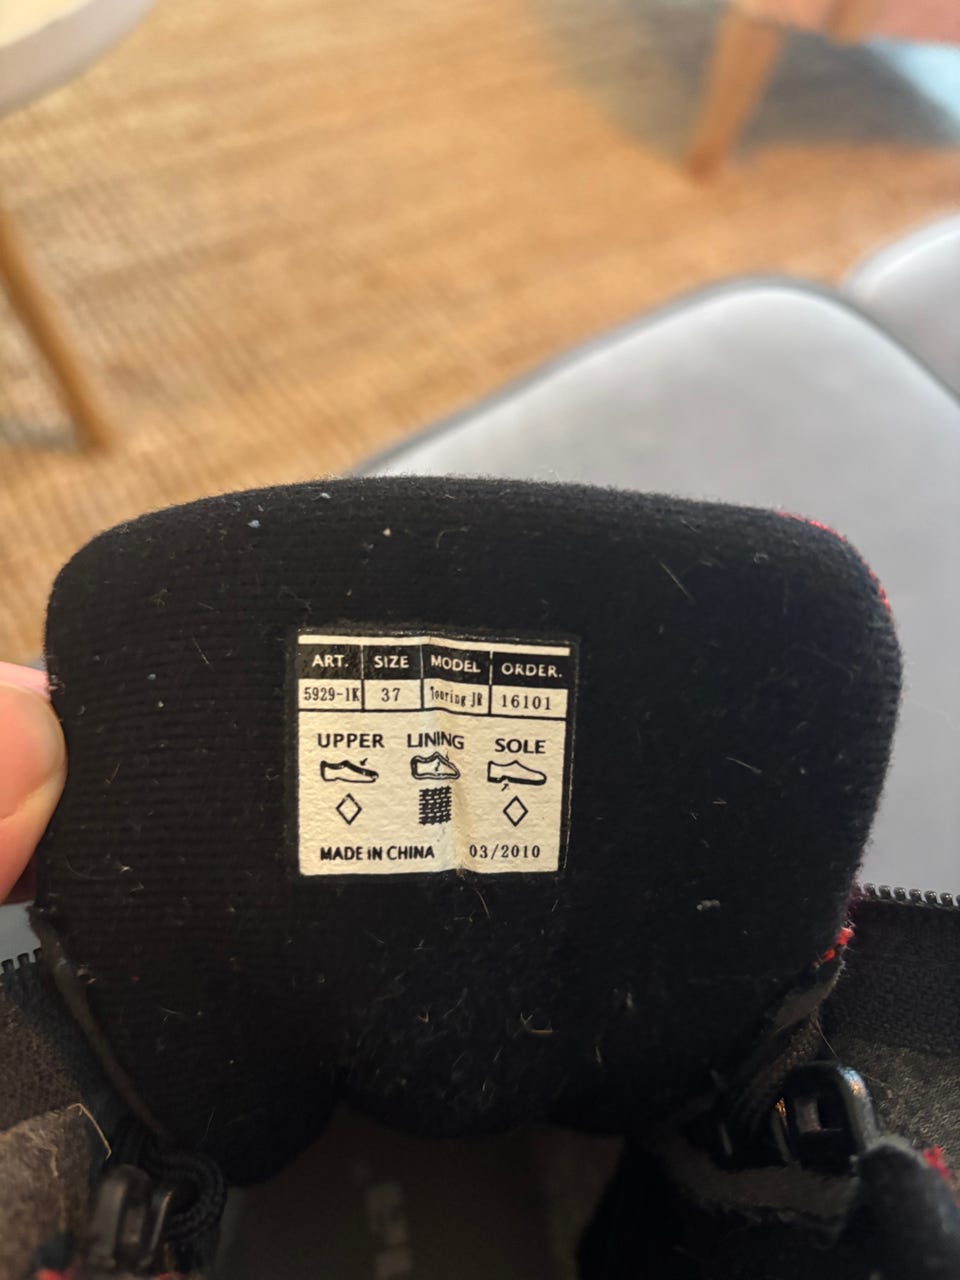 ART. SIZE MODEL ORDER.
5929-1K 37 Touring JR 16101
UPPER LINING SOLE
MADE IN CHINA 03/2010